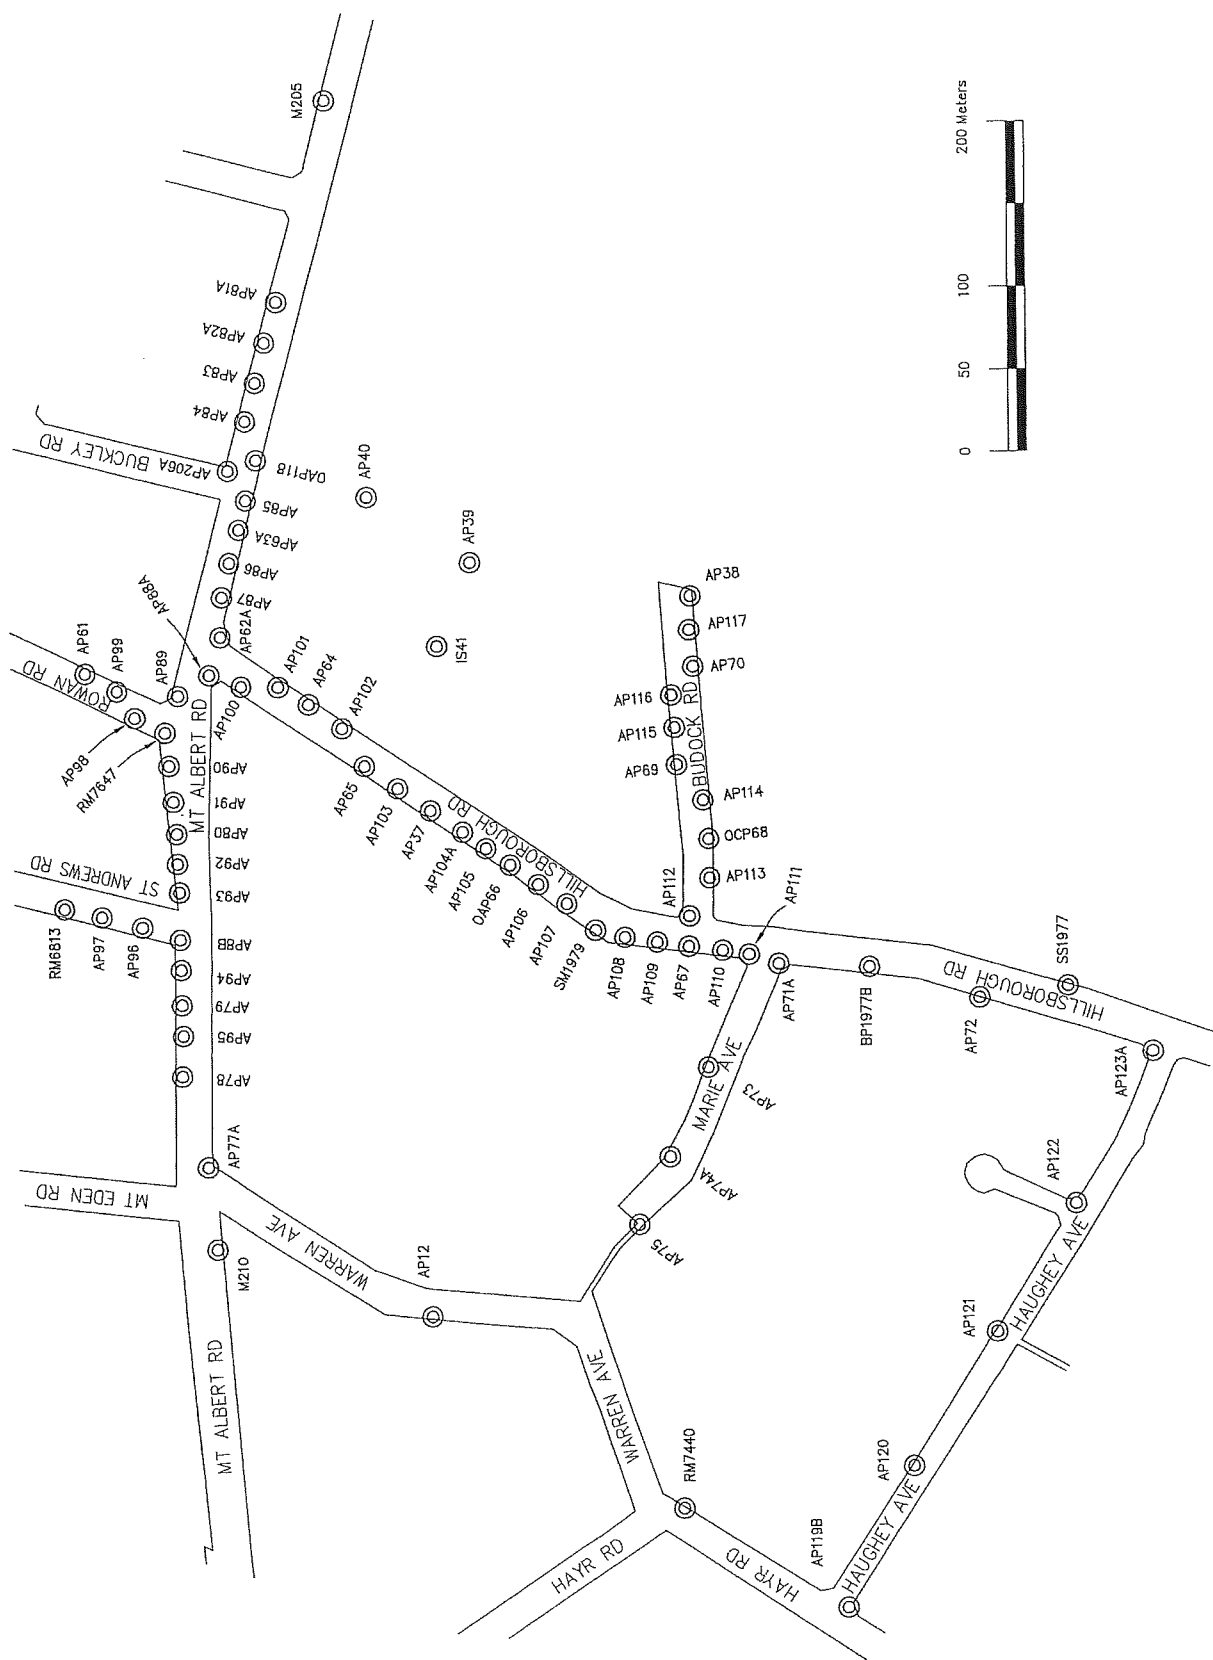 M205
AP81A
AP82A
AP83
AP84
BUCKLEY RD
AP206A
OAP118
AP85
AP63A
AP86
AP87
AP62A
AP88A
AP40
AP39
IS41
200 Meters
100
50
0
AP61
AP99
ROWAN RD
AP89
AP98
RM7647
MT ALBERT RD
AP100
AP101
AP64
AP102
AP90
AP91
AP80
AP92
AP93
ST ANDREWS RD
RM6813
AP97
AP96
AP8B
AP94
AP79
AP95
AP78
AP65
AP103
AP37
AP104A
AP105
OAP66
AP106
AP107
SM1979
HILLSBOROUGH RD
AP108
AP109
AP67
AP110
AP111
AP112
AP38
AP117
AP70
AP116
AP115
AP69
BUDOCK RD
AP114
OCP68
AP113
AP71A
BP1977B
AP72
SS1977
HILLSBOROUGH RD
AP123A
MARIE AVE
AP73
AP74A
AP75
AP77A
MT EDEN RD
M210
WARREN AVE
AP12
MT ALBERT RD
WARREN AVE
RM7440
HAYR RD
HAYR RD
AP119B
HAUGHEY AVE
AP120
AP121
HAUGHEY AVE
AP122